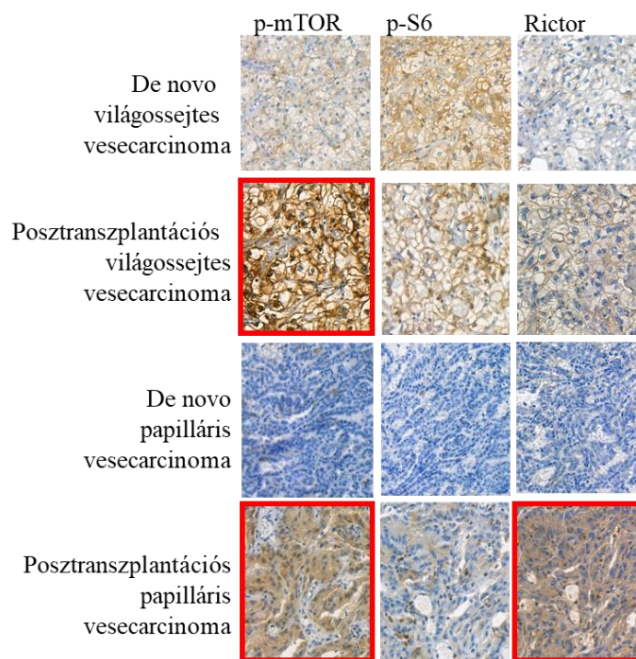 p-mTOR p-S6 Rictor
De novo
világossejtes
vesecarcinoma
Posztranszplantációs
világossejtes
vesecarcinoma
De novo
papilláris
vesecarcinoma
Posztranszplantációs
papilláris
vesecarcinoma